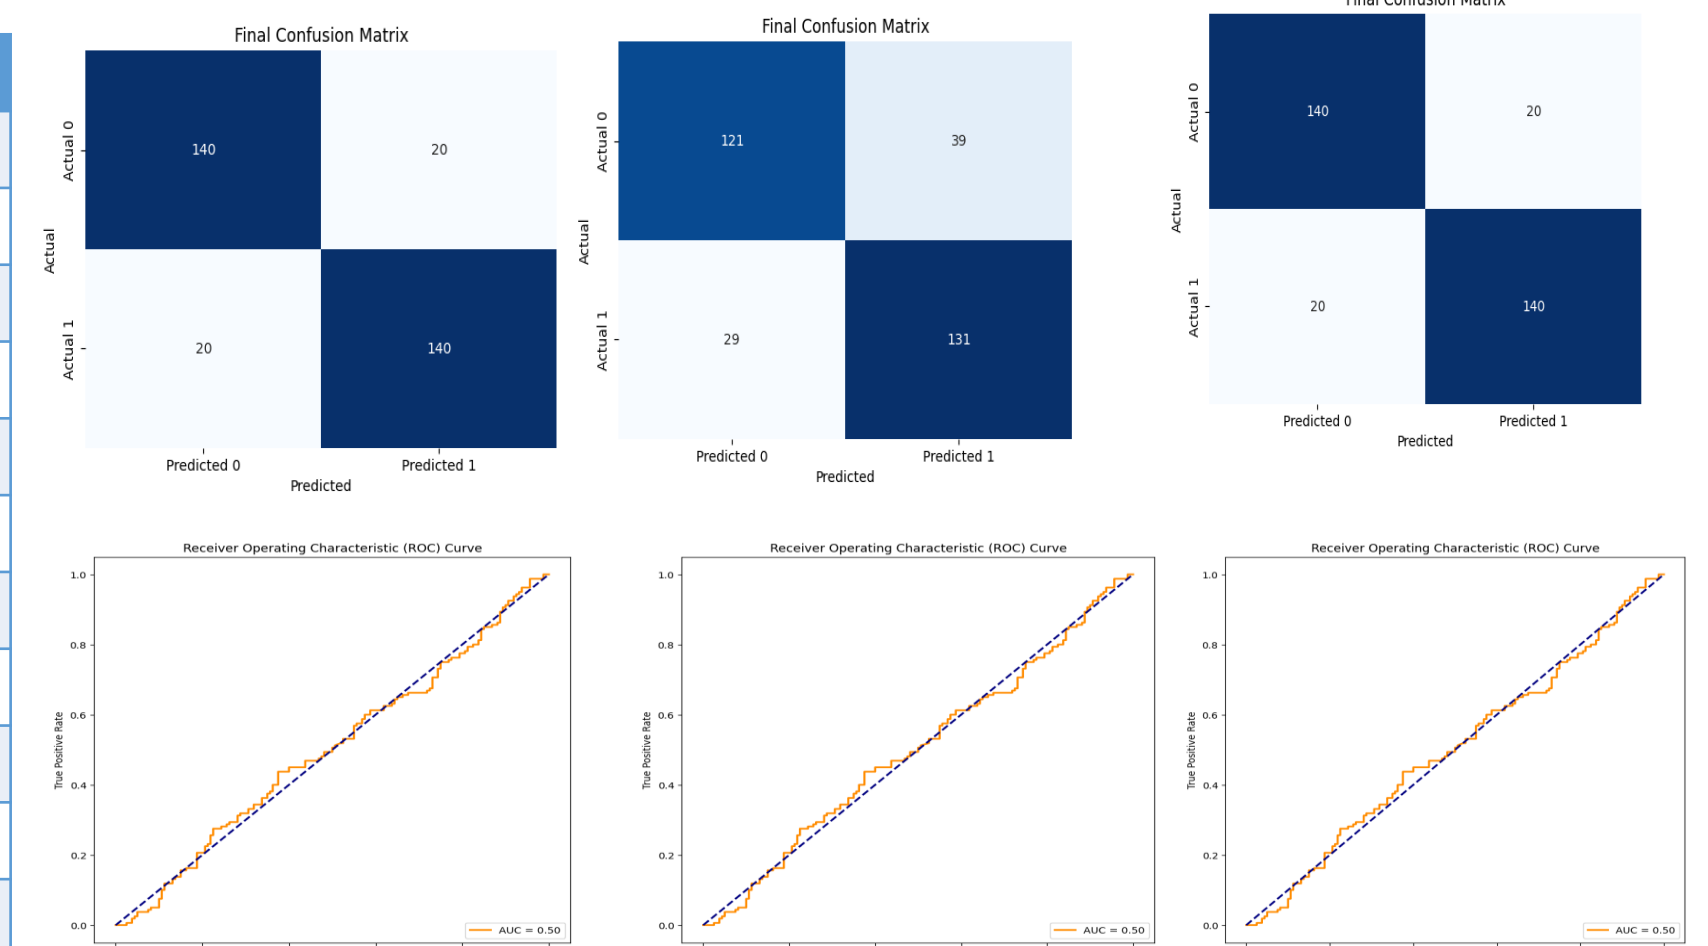 Final Confusion Matrix
Actual 0
140
20
Actual
Actual 1
20
140
Predicted 0
Predicted 1
Predicted
Final Confusion Matrix
Actual 0
121
39
Actual
Actual 1
29
131
Predicted 0
Predicted 1
Predicted
Final Confusion Matrix
Actual 0
140
20
Actual
Actual 1
20
140
Predicted 0
Predicted 1
Predicted
Receiver Operating Characteristic (ROC) Curve
1.0
0.8
0.6
True Positive Rate
0.4
0.2
0.0
AUC = 0.50
Receiver Operating Characteristic (ROC) Curve
1.0
0.8
0.6
True Positive Rate
0.4
0.2
0.0
AUC = 0.50
Receiver Operating Characteristic (ROC) Curve
1.0
0.8
0.6
True Positive Rate
0.4
0.2
0.0
AUC = 0.50